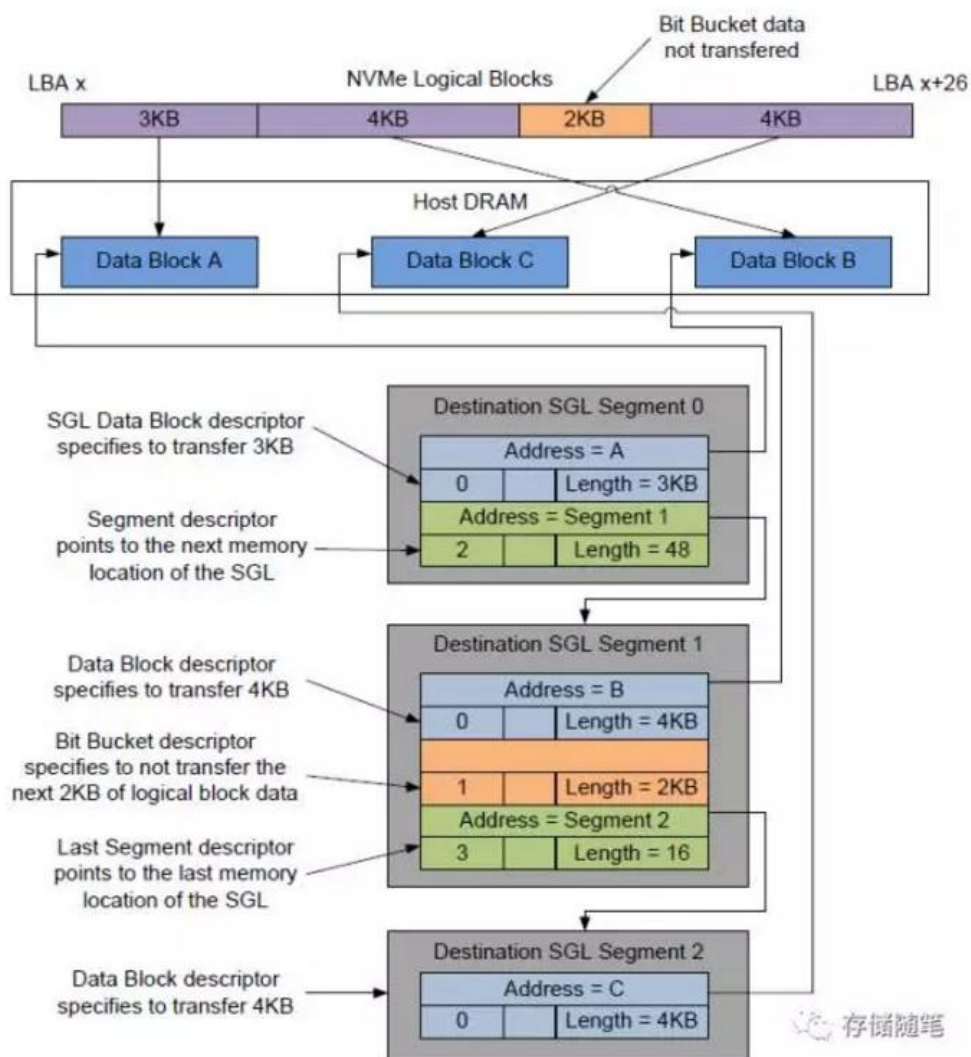 Bit Bucket data
not transfered
LBA x
NVMe Logical Blocks
LBA x+26
3KB
4KB
2KB
4KB
Host DRAM
Data Block A
Data Block C
Data Block B
Destination SGL Segment 0
SGL Data Block descriptor
specifies to transfer 3KB
Address = A
0
Length = 3KB
Segment descriptor
points to the next memory
location of the SGL
Address = Segment 1
2
Length = 48
Destination SGL Segment 1
Data Block descriptor
specifies to transfer 4KB
Address = B
0
Length = 4KB
Bit Bucket descriptor
specifies to not transfer the
next 2KB of logical block data
1
Length = 2KB
Address = Segment 2
Last Segment descriptor
points to the last memory
location of the SGL
3
Length = 16
Destination SGL Segment 2
Data Block descriptor
specifies to transfer 4KB
Address = C
0
Length = 4KB
存储随笔